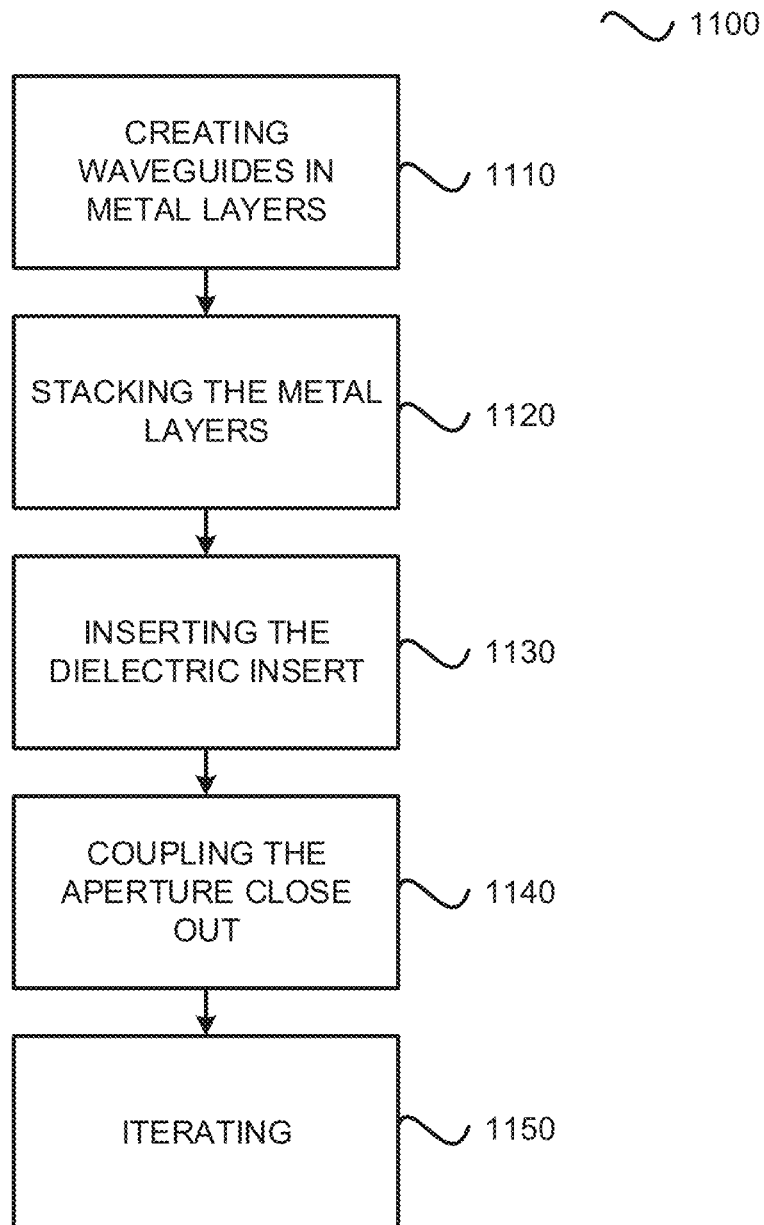 1100
CREATING
WAVEGUIDES IN
METAL LAYERS
1110
STACKING THE METAL
LAYERS
1120
INSERTING THE
DIELECTRIC INSERT
1130
COUPLING THE
APERTURE CLOSE
OUT
1140
ITERATING
1150